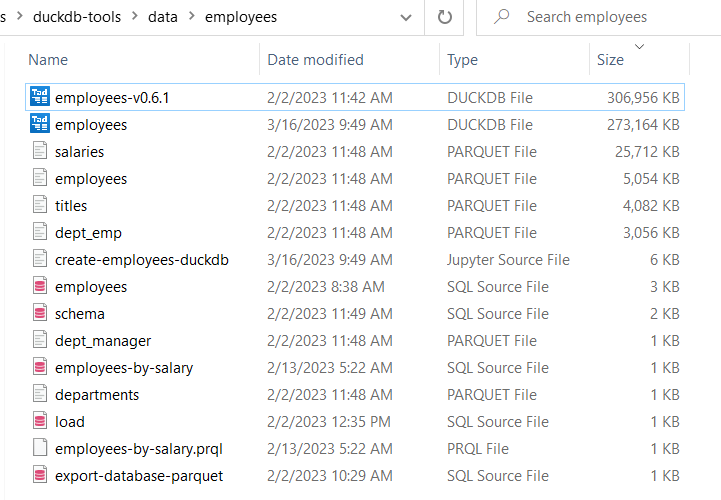 s > duckdb-tools > data > employees Search employees
Name Date modified Type Size
Tad employees-v0.6.1 2/2/2023 11:42 AM DUCKDB File 306,956 KB
Tad employees 3/16/2023 9:49 AM DUCKDB File 273,164 KB
salaries 2/2/2023 11:48 AM PARQUET File 25,712 KB
employees 2/2/2023 11:48 AM PARQUET File 5,054 KB
titles 2/2/2023 11:48 AM PARQUET File 4,082 KB
dept_emp 2/2/2023 11:48 AM PARQUET File 3,056 KB
create-employees-duckdb 3/16/2023 9:49 AM Jupyter Source File 6 KB
employees 2/2/2023 8:38 AM SQL Source File 3 KB
schema 2/2/2023 11:49 AM SQL Source File 2 KB
dept_manager 2/2/2023 11:48 AM PARQUET File 1 KB
employees-by-salary 2/13/2023 5:22 AM SQL Source File 1 KB
departments 2/2/2023 11:48 AM PARQUET File 1 KB
load 2/2/2023 12:35 PM SQL Source File 1 KB
employees-by-salary.prql 2/13/2023 5:22 AM PRQL File 1 KB
export-database-parquet 2/2/2023 10:29 AM SQL Source File 1 KB